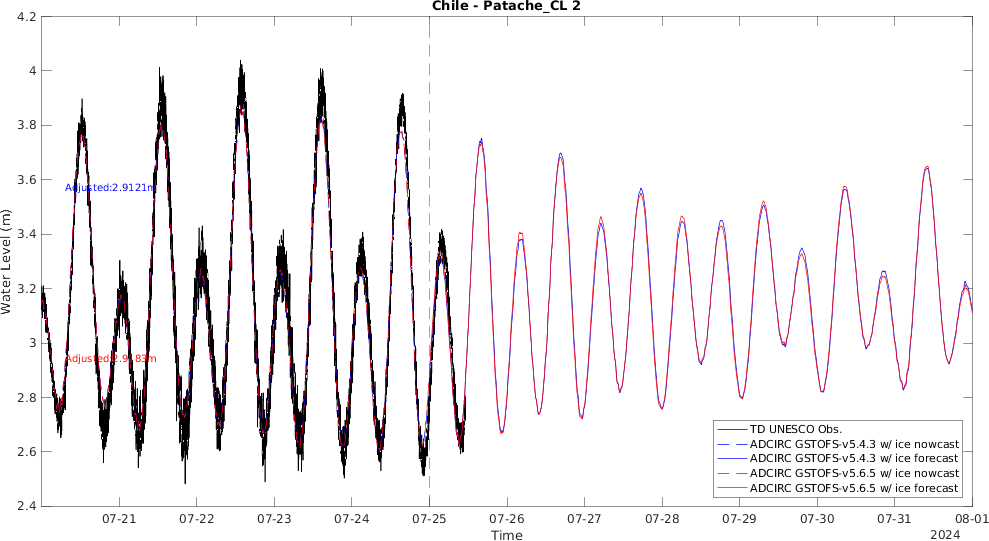 Chile - Patache_CL 2
Water Level (m)
4.2
4
3.8
3.6
3.4
3.2
3
2.8
2.6
2.4
Adjusted:2.9121m
07-21
07-22
07-23
07-24
07-25
07-26
07-27
07-28
07-29
07-30
07-31
08-01
2024
Time
TD UNESCO Obs.
ADCIRC GSTOFS-v5.4.3 w/ ice nowcast
ADCIRC GSTOFS-v5.4.3 w/ ice forecast
ADCIRC GSTOFS-v5.6.5 w/ ice nowcast
ADCIRC GSTOFS-v5.6.5 w/ ice forecast